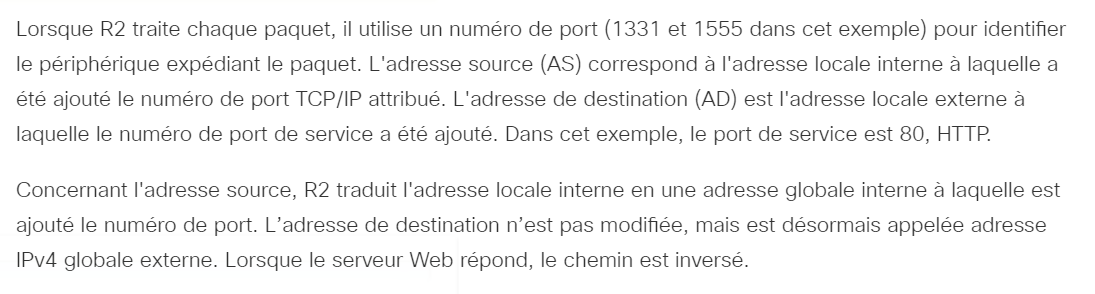 Lorsque R2 traite chaque paquet, il utilise un numéro de port (1331 et 1555 dans cet exemple) pour identifier
le périphérique expédiant le paquet. L'adresse source (AS) correspond à l'adresse locale interne à laquelle a
été ajouté le numéro de port TCP/IP attribué. L'adresse de destination (AD) est l'adresse locale externe à
laquelle le numéro de port de service a été ajouté. Dans cet exemple, le port de service est 80, HTTP.
Concernant l'adresse source, R2 traduit l'adresse locale interne en une adresse globale interne à laquelle est
ajouté le numéro de port. L’adresse de destination n’est pas modifiée, mais est désormais appelée adresse
IPv4 globale externe. Lorsque le serveur Web répond, le chemin est inversé.